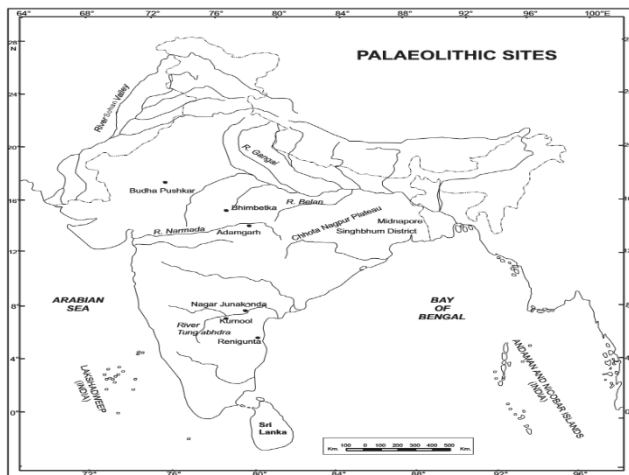 64° 68° 72° 76° 80° 84° 88° 92° 96° 100°E
N
28°
24°
20°
16°
12°
8°
4°
0°
PALAEOLITHIC SITES
River Sohan Valley
R. Ganga
Budha Pushkar
Bhimbetka
R. Belan
R. Narmada
Adamgarh
Chhota Nagpur Plateau
Midnapore
Singhbhum District
ARABIAN
SEA
BAY
OF
BENGAL
Nagar Junakonda
Kurnool
River
Tung abhdra
Renigunta
LAKSHADWEEP
(INDIA)
ANDAMAN AND NICOBAR ISLANDS
(INDIA)
Sri
Lanka
100 0 100 200 300 400 500
Km. Km.
72° 76° 80° 84° 88° 92°